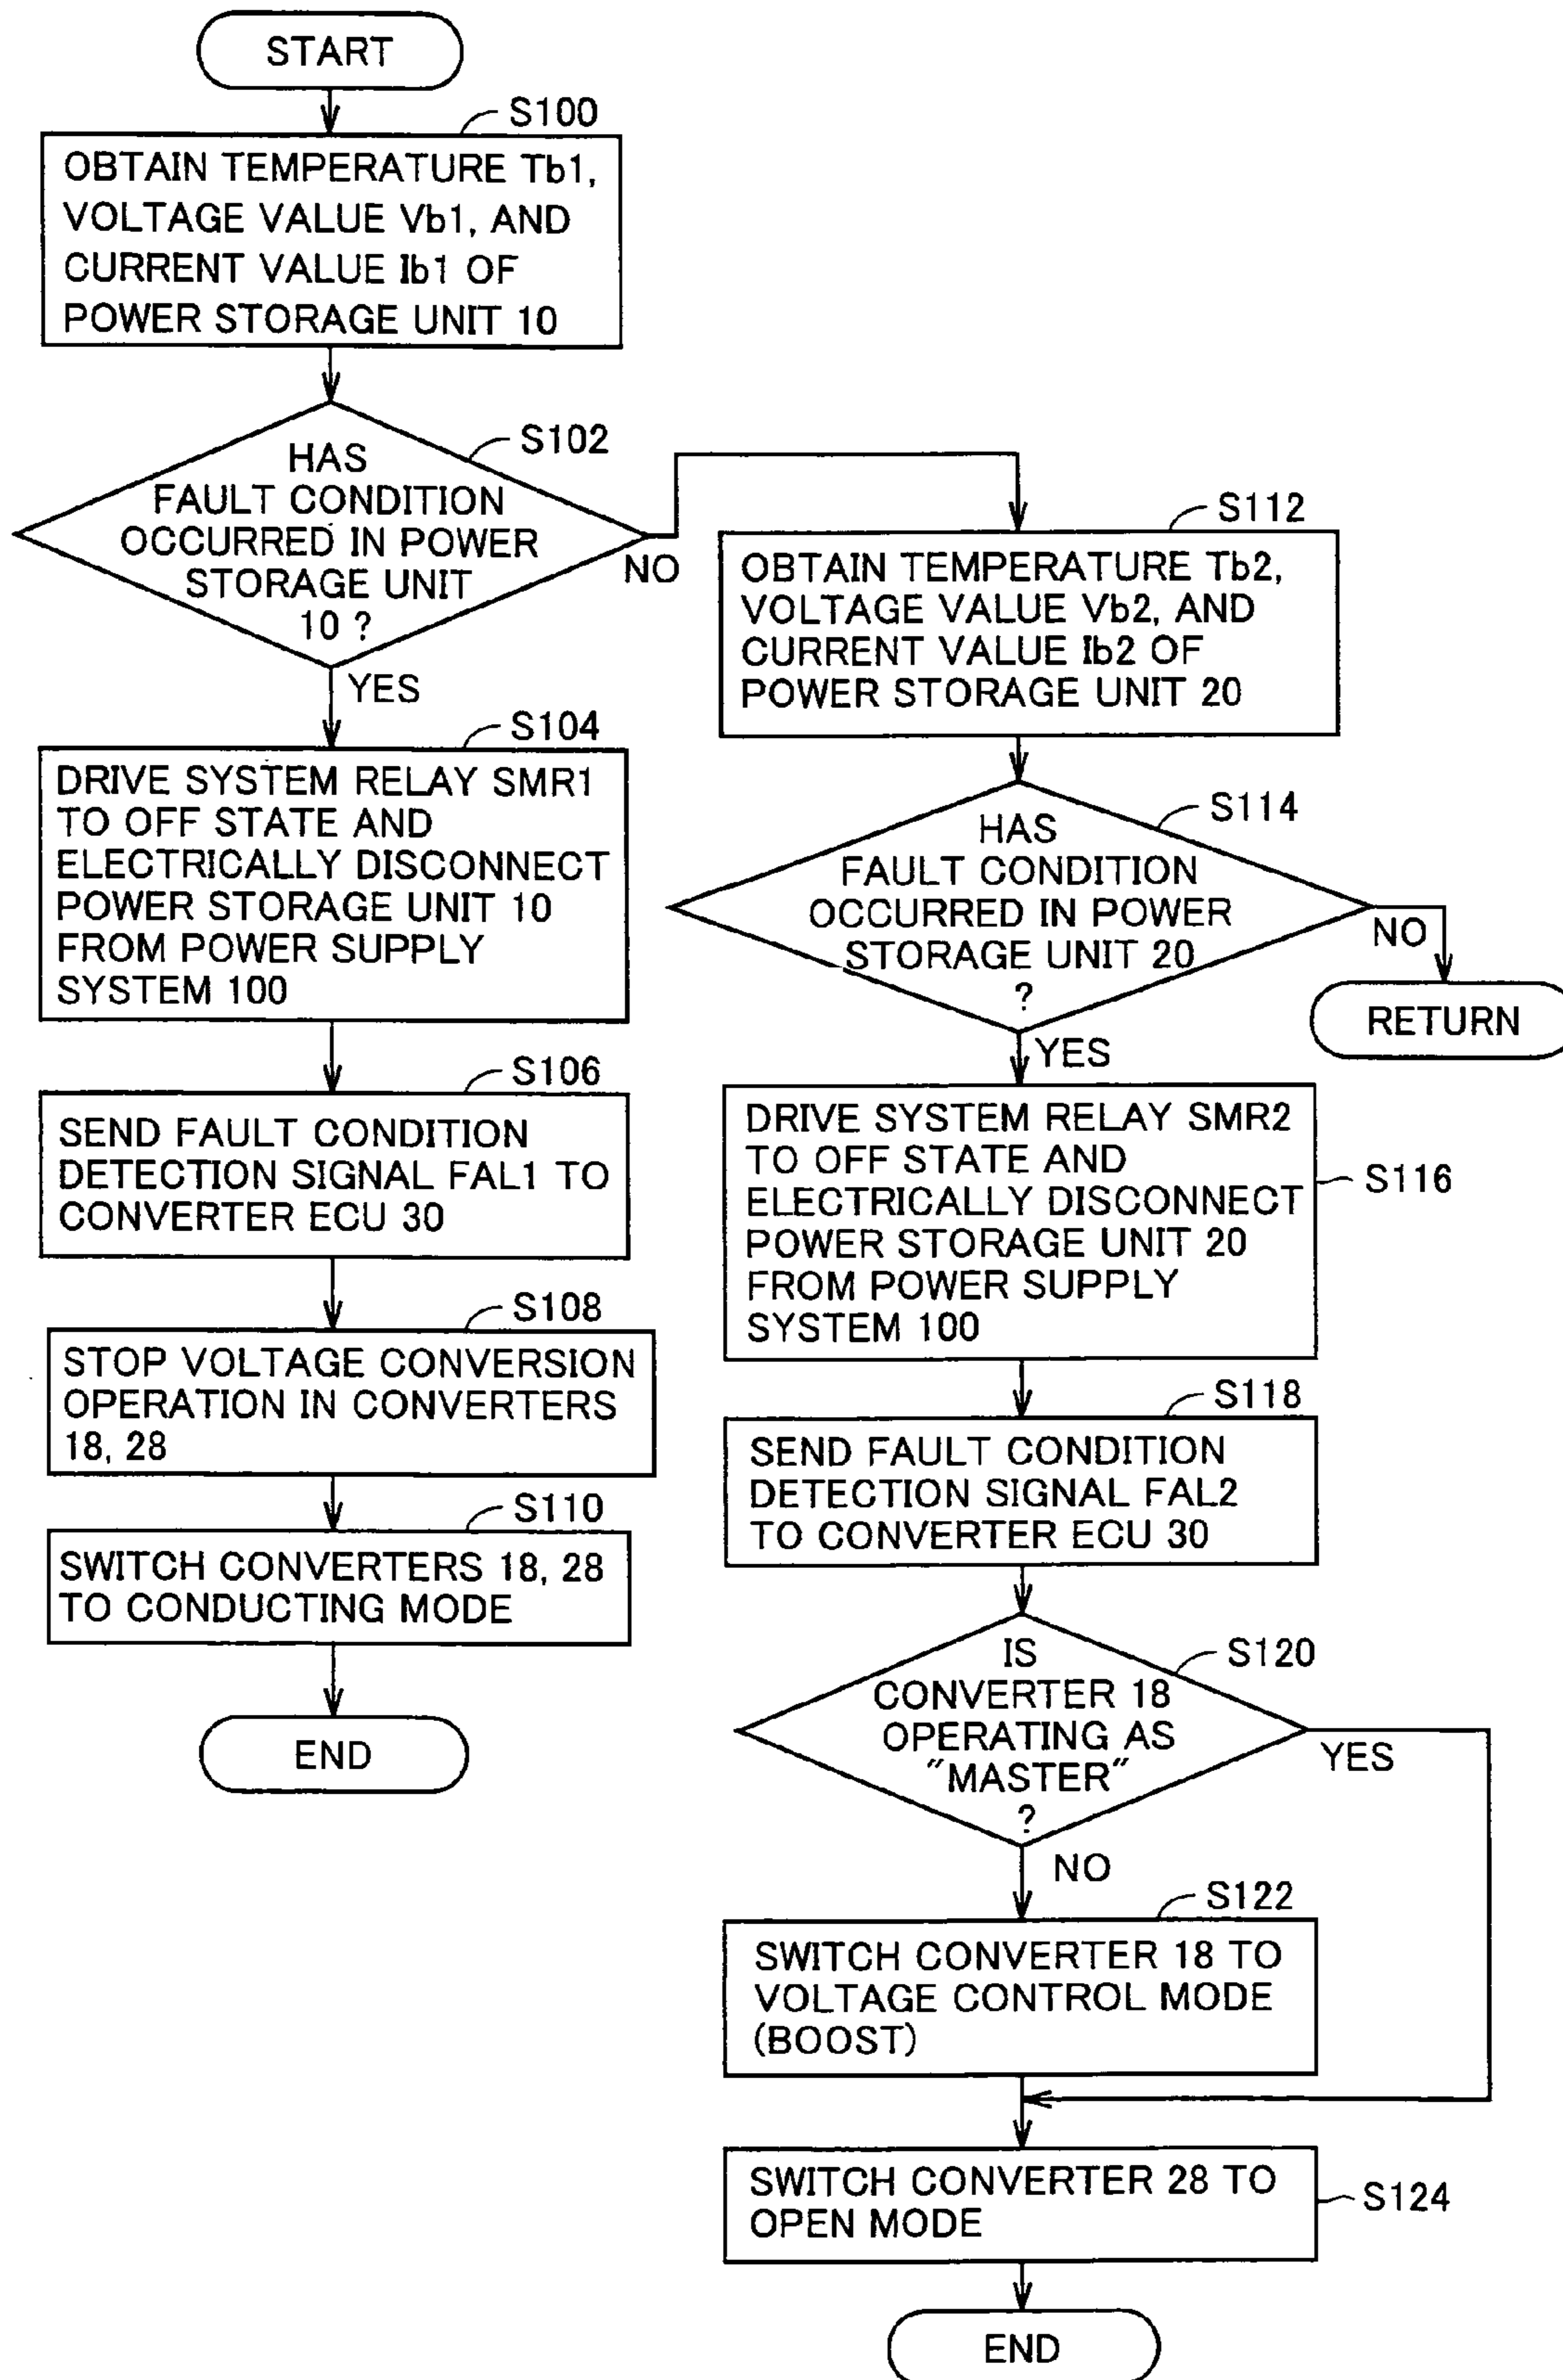 START
S100
OBTAIN TEMPERATURE Tb1,
VOLTAGE VALUE Vb1, AND
CURRENT VALUE Ib1 OF
POWER STORAGE UNIT 10
S102
HAS
FAULT CONDITION
OCCURRED IN POWER
STORAGE UNIT
10 ?
NO
YES
S104
DRIVE SYSTEM RELAY SMR1
TO OFF STATE AND
ELECTRICALLY DISCONNECT
POWER STORAGE UNIT 10
FROM POWER SUPPLY
SYSTEM 100
S106
SEND FAULT CONDITION
DETECTION SIGNAL FAL1 TO
CONVERTER ECU 30
S108
STOP VOLTAGE CONVERSION
OPERATION IN CONVERTERS
18, 28
S110
SWITCH CONVERTERS 18, 28
TO CONDUCTING MODE
END
S112
OBTAIN TEMPERATURE Tb2,
VOLTAGE VALUE Vb2, AND
CURRENT VALUE Ib2 OF
POWER STORAGE UNIT 20
S114
HAS
FAULT CONDITION
OCCURRED IN POWER
STORAGE UNIT 20
?
NO
RETURN
YES
DRIVE SYSTEM RELAY SMR2
TO OFF STATE AND
ELECTRICALLY DISCONNECT
POWER STORAGE UNIT 20
FROM POWER SUPPLY
SYSTEM 100
S116
S118
SEND FAULT CONDITION
DETECTION SIGNAL FAL2
TO CONVERTER ECU 30
S120
IS
CONVERTER 18
OPERATING AS
"MASTER"
?
YES
NO
S122
SWITCH CONVERTER 18 TO
VOLTAGE CONTROL MODE
(BOOST)
SWITCH CONVERTER 28 TO
OPEN MODE
S124
END